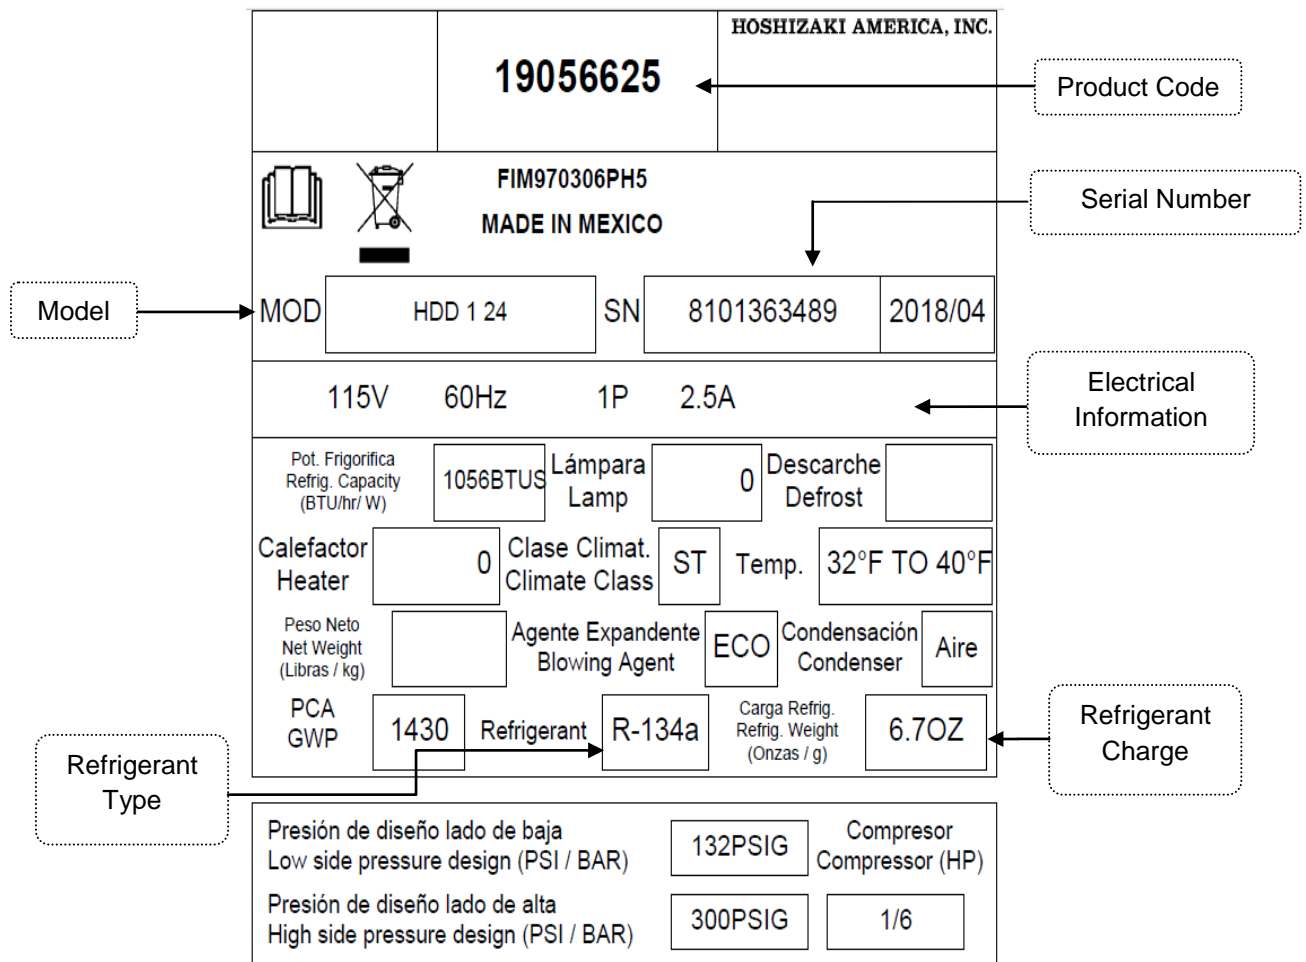 HOSHIZAKI AMERICA, INC.
19056625
Product Code
FIM970306PH5
MADE IN MEXICO
Serial Number
Model
MOD
HDD 1 24
SN
8101363489
2018/04
115V 60Hz 1P 2.5A
Electrical
Information
Pot. Frigorifica
Refrig. Capacity
(BTU/hr/ W)
1056BTUS
Lámpara
Lamp
0
Descarche
Defrost
Calefactor
Heater
0
Clase Climat.
Climate Class
ST
Temp.
32°F TO 40°F
Peso Neto
Net Weight
(Libras / kg)
Agente Expandente
Blowing Agent
ECO
Condensación
Condenser
Aire
PCA
GWP
1430
Refrigerant
R-134a
Carga Refrig.
Refrig. Weight
(Onzas / g)
6.7OZ
Refrigerant
Charge
Refrigerant
Type
Presión de diseño lado de baja
Low side pressure design (PSI / BAR)
132PSIG
Compresor
Compressor (HP)
Presión de diseño lado de alta
High side pressure design (PSI / BAR)
300PSIG
1/6